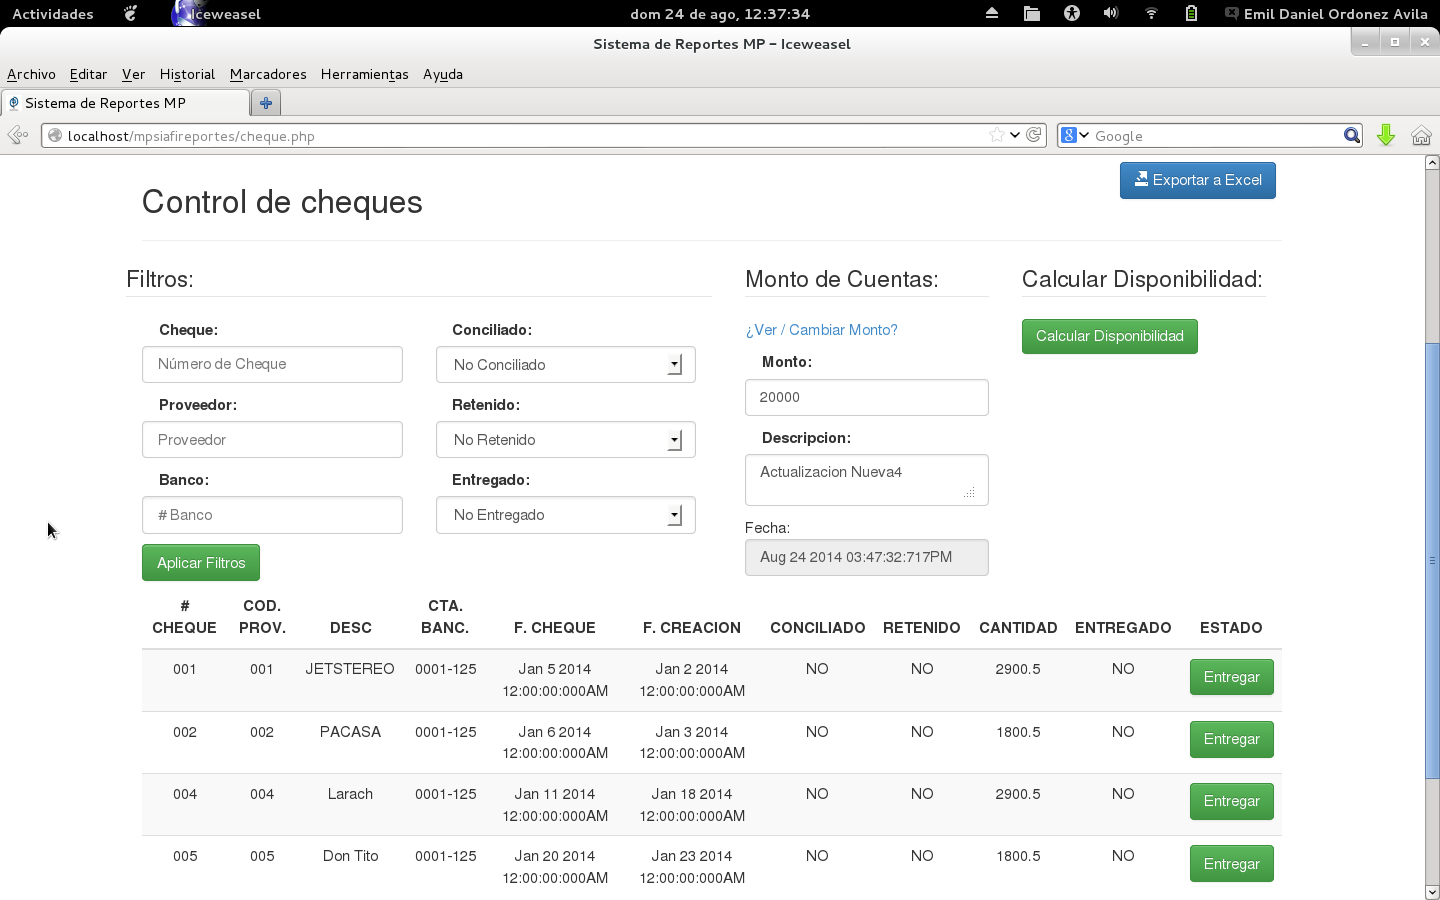 Actividades Iceweasel dom 24 de ago, 12:37:34 Emil Daniel Ordonez Avila
Sistema de Reportes MP – Iceweasel
Archivo Editar Ver Historial Marcadores Herramientas Ayuda
Sistema de Reportes MP
localhost/mpsiafireportes/cheque.php Google
Exportar a Excel
Control de cheques
Filtros: Monto de Cuentas: Calcular Disponibilidad:
Cheque: Conciliado: ¿Ver / Cambiar Monto? Calcular Disponibilidad
Número de Cheque No Conciliado Monto:
Proveedor: Retenido: 20000
Proveedor No Retenido Descripcion:
Banco: Entregado: Actualizacion Nueva4
# Banco No Entregado Fecha:
Aplicar Filtros Aug 24 2014 03:47:32:717PM
# COD. CTA.
CHEQUE PROV. DESC BANC. F. CHEQUE F. CREACION CONCILIADO RETENIDO CANTIDAD ENTREGADO ESTADO
001 001 JETSTEREO 0001-125 Jan 5 2014 Jan 2 2014 NO NO 2900.5 NO Entregar
12:00:00:000AM 12:00:00:000AM
002 002 PACASA 0001-125 Jan 6 2014 Jan 3 2014 NO NO 1800.5 NO Entregar
12:00:00:000AM 12:00:00:000AM
004 004 Larach 0001-125 Jan 11 2014 Jan 18 2014 NO NO 2900.5 NO Entregar
12:00:00:000AM 12:00:00:000AM
005 005 Don Tito 0001-125 Jan 20 2014 Jan 23 2014 NO NO 1800.5 NO Entregar
12:00:00:000AM 12:00:00:000AM